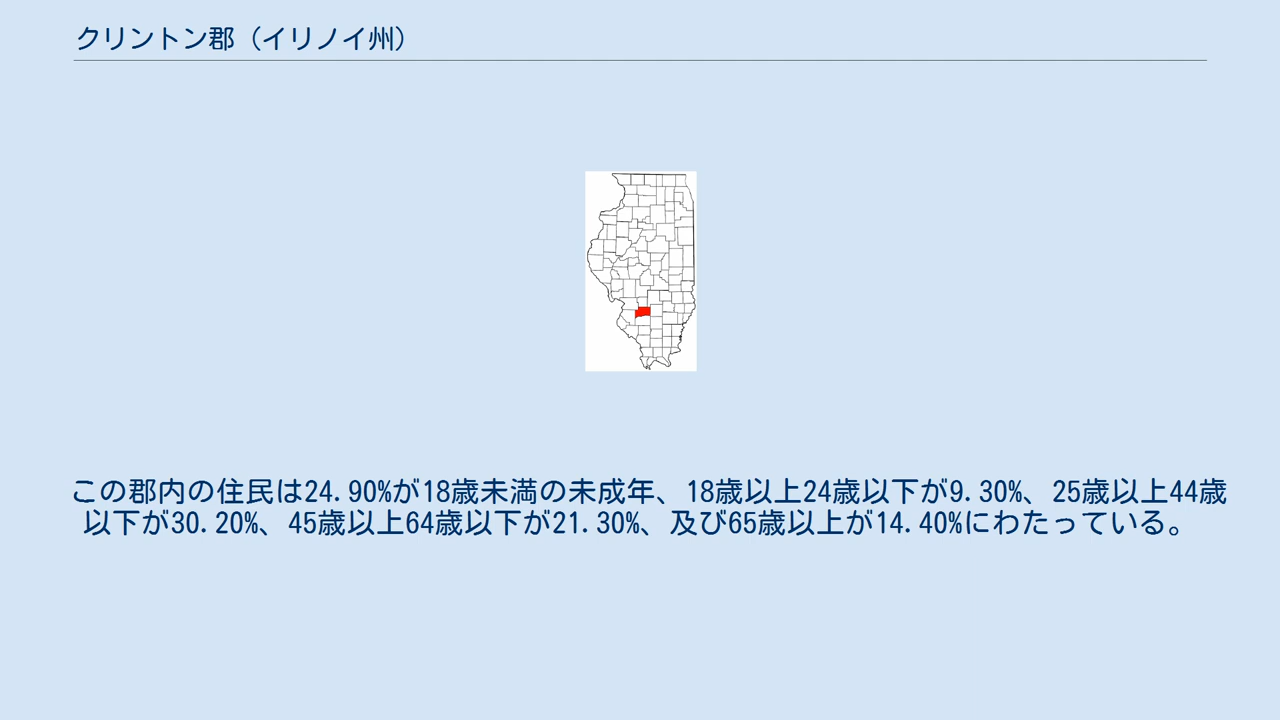 クリントン郡（イリノイ州）
この郡内の住民は24.90%が18歳未満の未成年、18歳以上24歳以下が9.30%、25歳以上44歳
以下が30.20%、45歳以上64歳以下が21.30%、及び65歳以上が14.40%にわたっている。